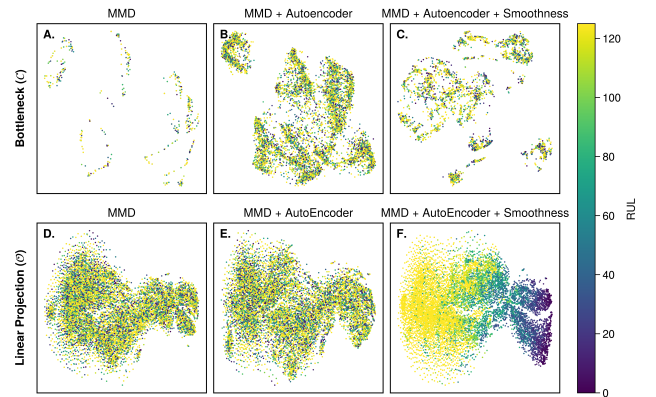 MMD
MMD + Autoencoder
MMD + Autoencoder + Smoothness
A.
B.
C.
Bottleneck (𝓒)
MMD
MMD + AutoEncoder
MMD + AutoEncoder + Smoothness
D.
E.
F.
Linear Projection (𝒪)
120
100
80
60
40
20
0
RUL